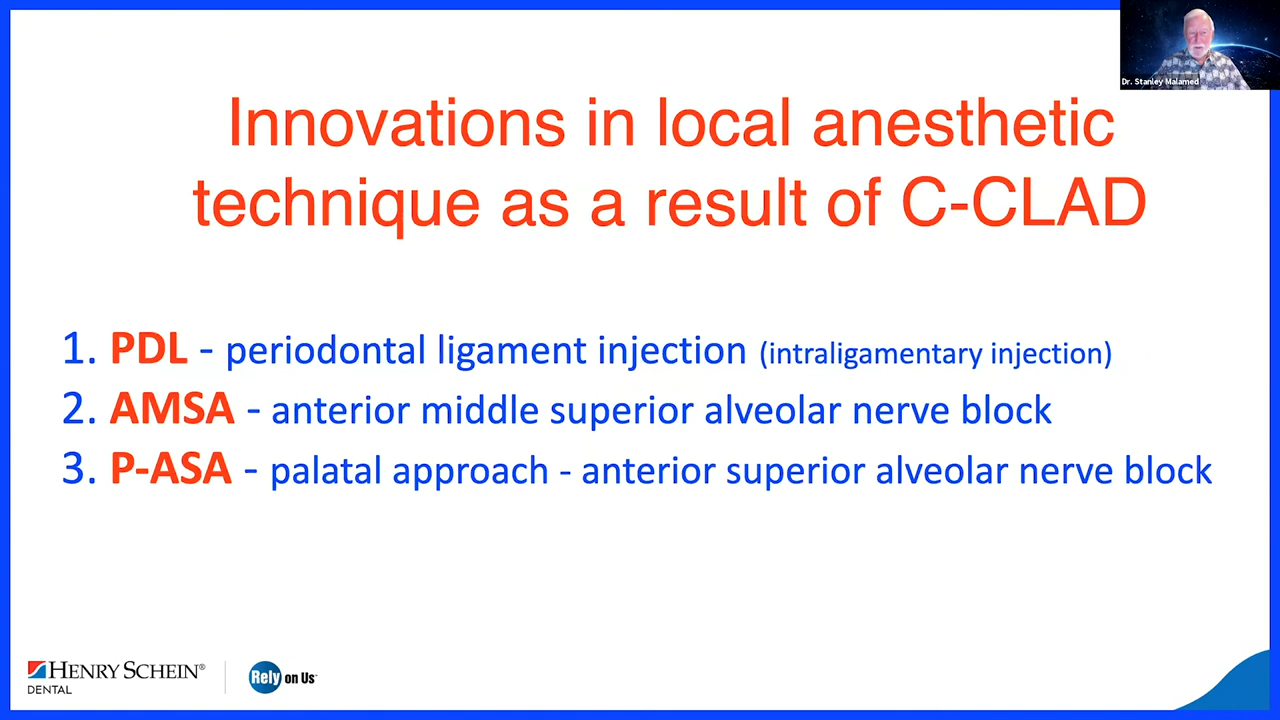 Dr. Stanley Malamed
Innovations in local anesthetic
technique as a result of C-CLAD
1. PDL - periodontal ligament injection (intraligamentary injection)
2. AMSA - anterior middle superior alveolar nerve block
3. P-ASA - palatal approach - anterior superior alveolar nerve block
HENRY SCHEIN®
DENTAL
Rely on Us™